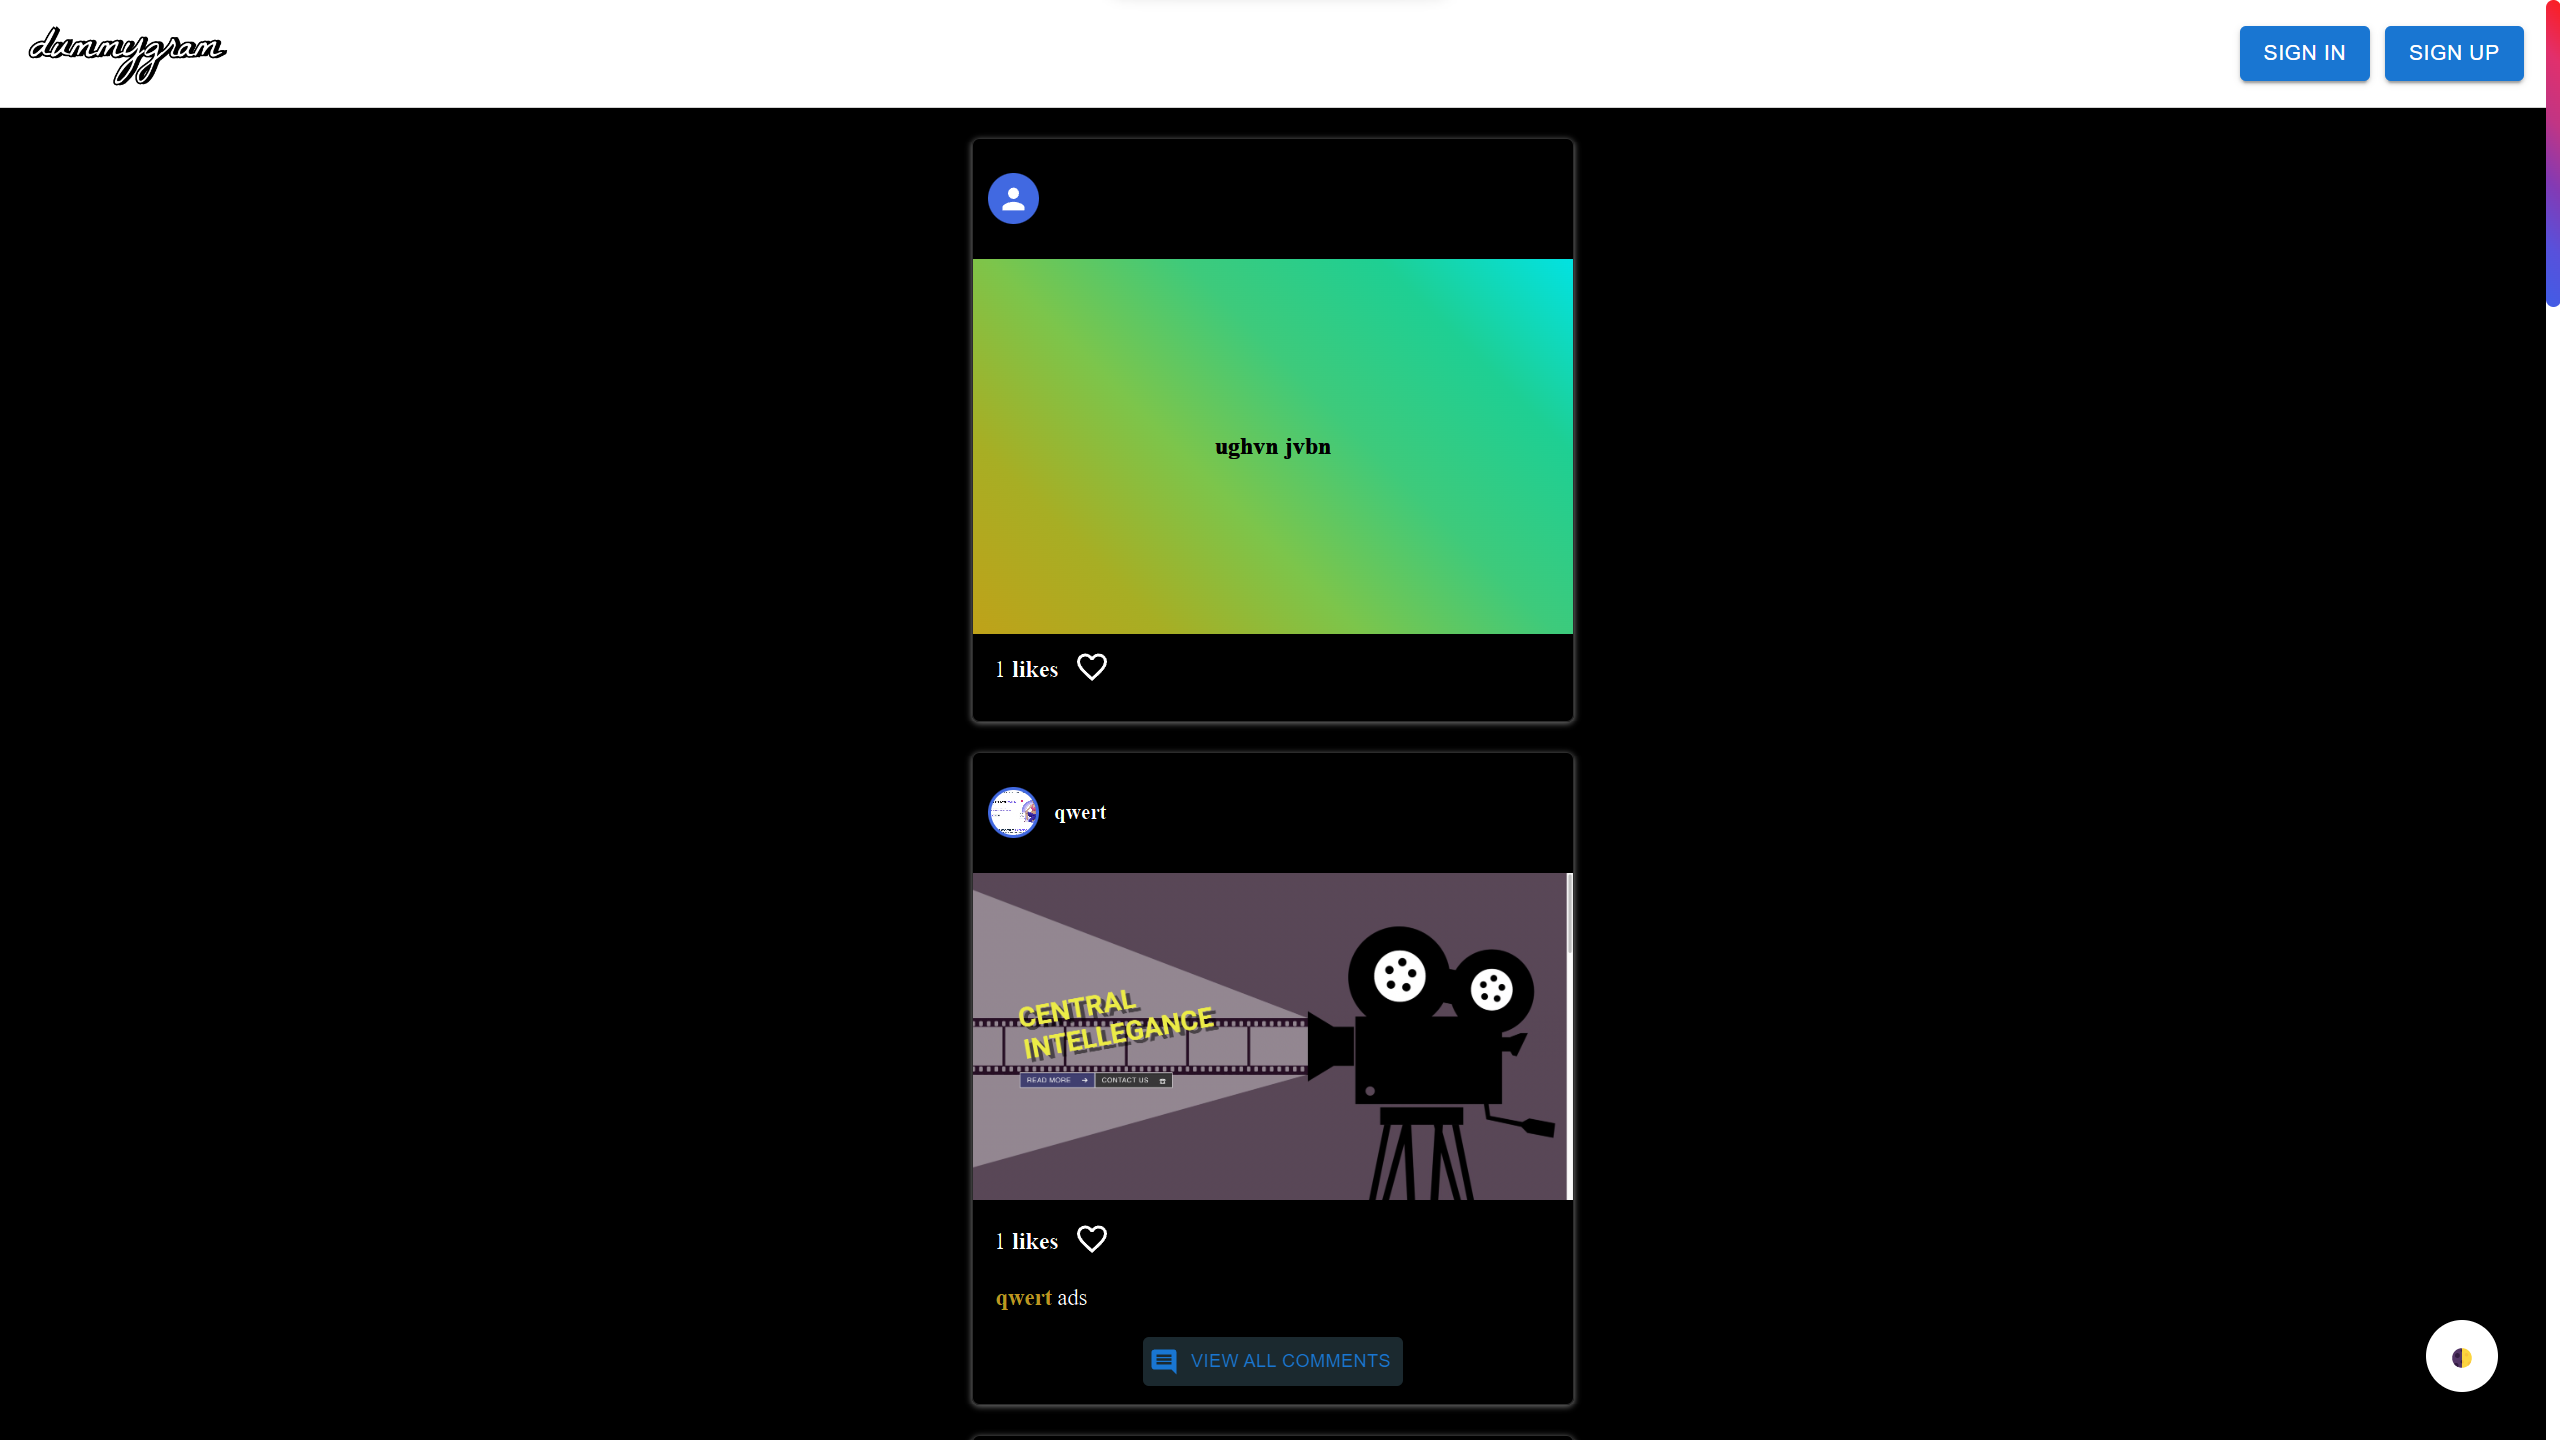 dummygram
SIGN IN
SIGN UP
ughvn jvbn
1 likes
qwert
CENTRAL
INTELLEGANCE
READ MORE
CONTACT US
1 likes
qwert ads
VIEW ALL COMMENTS